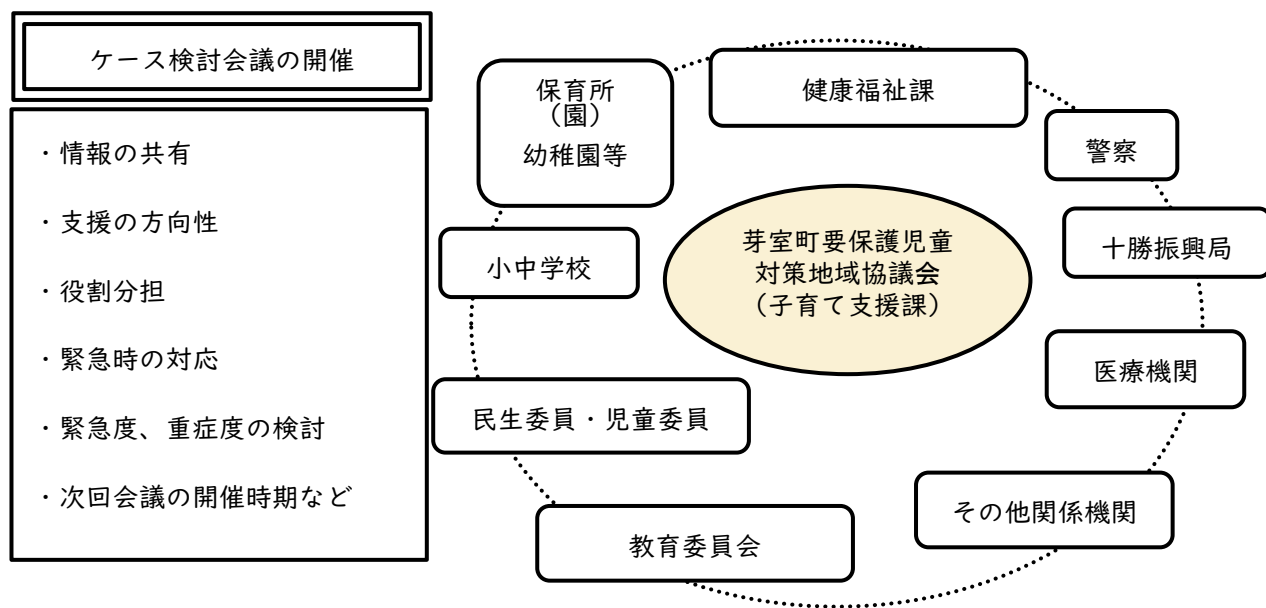 ケース検討会議の開催
・情報の共有
・支援の方向性
・役割分担
・緊急時の対応
・緊急度、重症度の検討
・次回会議の開催時期など
保育所
(園)
幼稚園等
健康福祉課
警察
小中学校
芽室町要保護児童
対策地域協議会
(子育て支援課)
十勝振興局
医療機関
民生委員・児童委員
その他関係機関
教育委員会